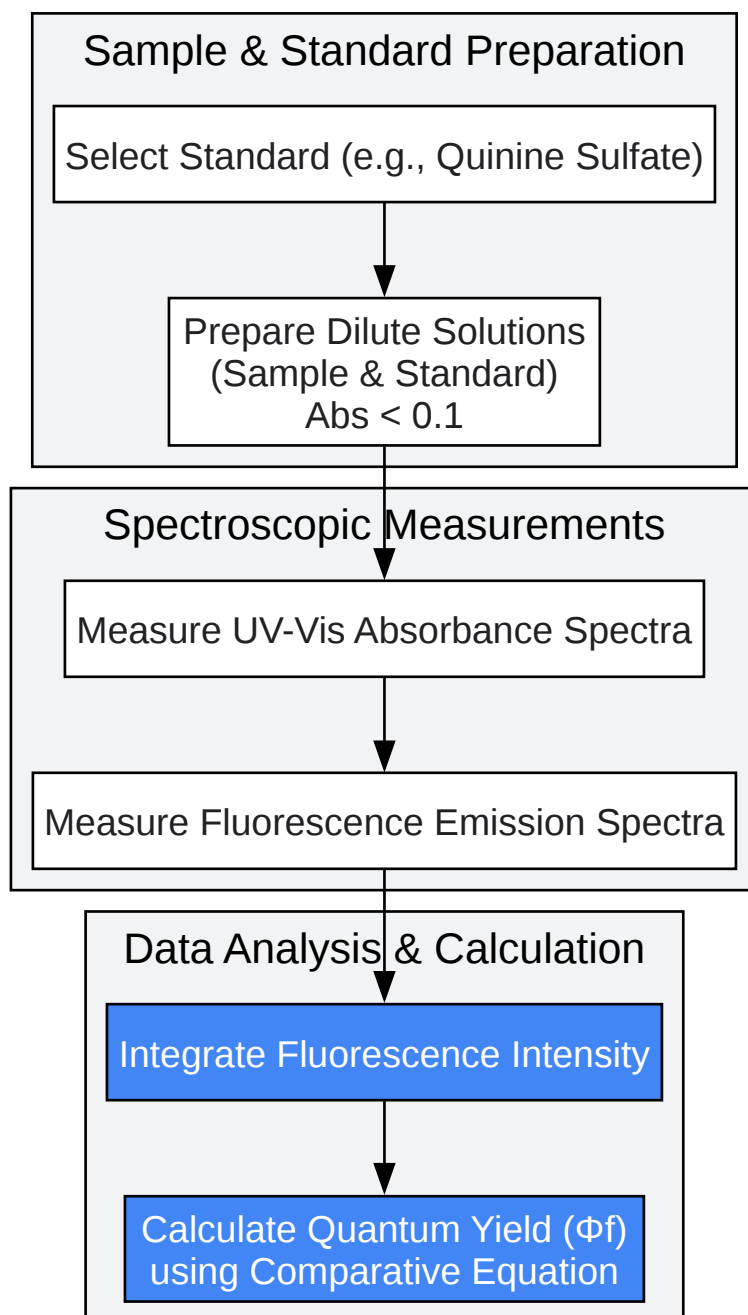 Sample & Standard Preparation
Select Standard (e.g., Quinine Sulfate)
Prepare Dilute Solutions
(Sample & Standard)
Abs < 0.1
Spectroscopic Measurements
Measure UV-Vis Absorbance Spectra
Measure Fluorescence Emission Spectra
Data Analysis & Calculation
Integrate Fluorescence Intensity
Calculate Quantum Yield (Φf)
using Comparative Equation